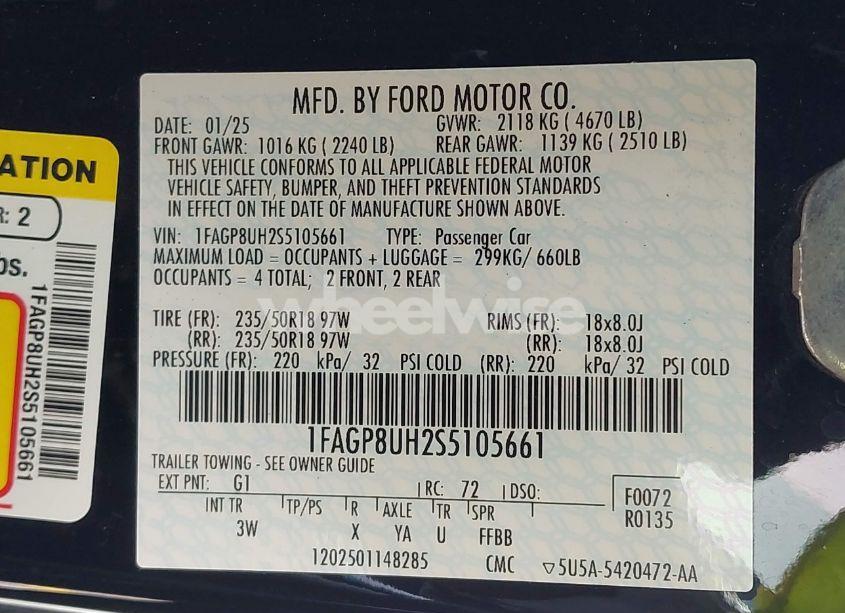 MFD. BY FORD MOTOR CO.
DATE: 01/25 GVWR: 2118 KG ( 4670 LB)
FRONT GAWR: 1016 KG ( 2240 LB) REAR GAWR: 1139 KG ( 2510 LB)
THIS VEHICLE CONFORMS TO ALL APPLICABLE FEDERAL MOTOR
VEHICLE SAFETY, BUMPER, AND THEFT PREVENTION STANDARDS
IN EFFECT ON THE DATE OF MANUFACTURE SHOWN ABOVE.
VIN: 1FAGP8UH2S5105661 TYPE: Passenger Car
MAXIMUM LOAD = OCCUPANTS + LUGGAGE = 299KG/ 660LB
OCCUPANTS = 4 TOTAL; 2 FRONT, 2 REAR
wheelwise
TIRE (FR): 235/50R18 97W RIMS (FR): 18x8.0J
(RR): 235/50R18 97W (RR): 18x8.0J
PRESSURE (FR): 220 kPa/ 32 PSI COLD (RR): 220 kPa/ 32 PSI COLD
1FAGP8UH2S5105661
TRAILER TOWING - SEE OWNER GUIDE
EXT PNT: G1 RC: 72 DSO: F0072
R0135
INT TR TP/PS R AXLE TR SPR
3W X YA U FFBB
1202501148285 CMC ▽5U5A-5420472-AA
ATION
R: 2
bs.
1FAGP8UH2S5105661